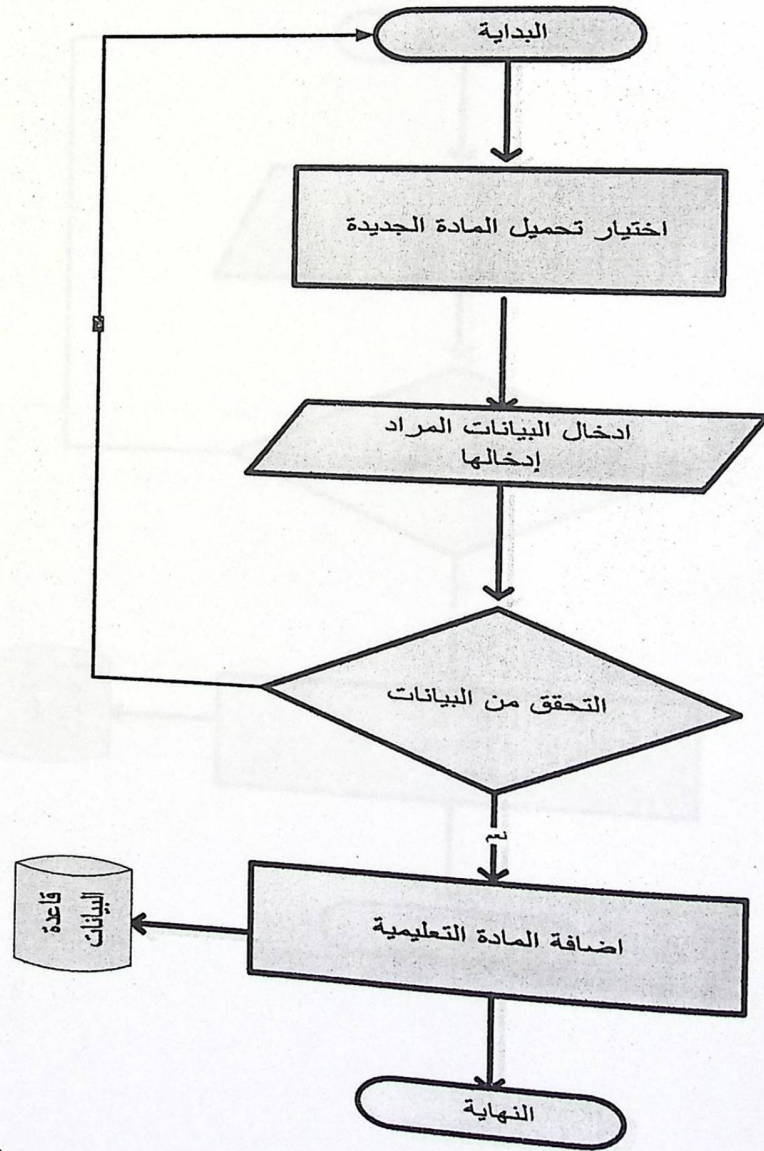 البداية
اختيار تحميل المادة الجديدة
ادخال البيانات المراد
إدخالها
التحقق من البيانات
نعم
اضافة المادة التعليمية
قاعدة
البيانات
النهاية